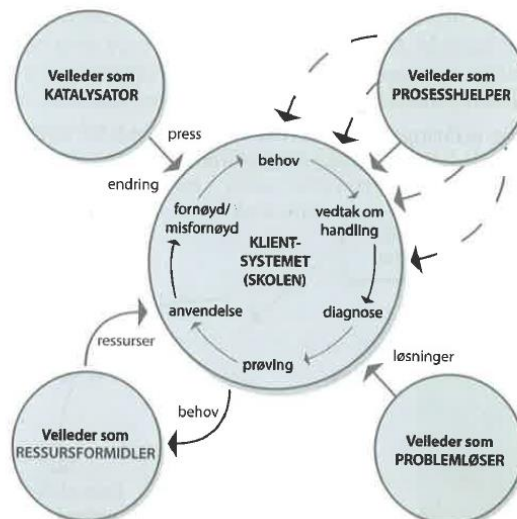 Veileder som
KATALYSATOR
Veileder som
PROSESSHJELPER
press
endring
behov
fornøyd/
misfornøyd
vedtak om
handling
KLIENT-
SYSTEMET
(SKOLEN)
anvendelse
diagnose
prøving
ressurser
behov
løsninger
Veileder som
RESSURSFORMIDLER
Veileder som
PROBLEMLØSER